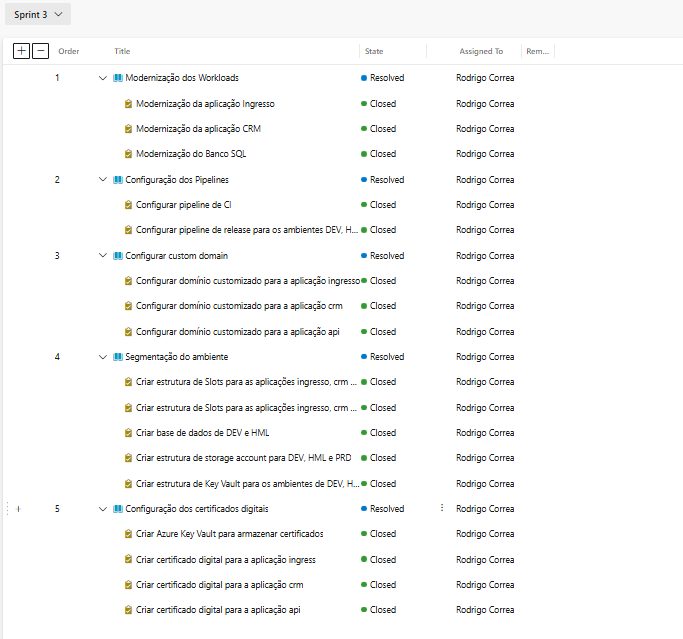 Sprint 3
Order Title State Assigned To Rem...
1 Modernização dos Workloads Resolved Rodrigo Correa
Modernização da aplicação Ingresso Closed Rodrigo Correa
Modernização da aplicação CRM Closed Rodrigo Correa
Modernização do Banco SQL Closed Rodrigo Correa
2 Configuração dos Pipelines Resolved Rodrigo Correa
Configurar pipeline de CI Closed Rodrigo Correa
Configurar pipeline de release para os ambientes DEV, H... Closed Rodrigo Correa
3 Configurar custom domain Resolved Rodrigo Correa
Configurar domínio customizado para a aplicação ingresso Closed Rodrigo Correa
Configurar domínio customizado para a aplicação crm Closed Rodrigo Correa
Configurar domínio customizado para a aplicação api Closed Rodrigo Correa
4 Segmentação do ambiente Resolved Rodrigo Correa
Criar estrutura de Slots para as aplicações ingresso, crm ... Closed Rodrigo Correa
Criar estrutura de Slots para as aplicações ingresso, crm ... Closed Rodrigo Correa
Criar base de dados de DEV e HML Closed Rodrigo Correa
Criar estrutura de storage account para DEV, HML e PRD Closed Rodrigo Correa
Criar estrutura de Key Vault para os ambientes de DEV, H... Closed Rodrigo Correa
5 Configuração dos certificados digitais Resolved Rodrigo Correa
Criar Azure Key Vault para armazenar certificados Closed Rodrigo Correa
Criar certificado digital para a aplicação ingress Closed Rodrigo Correa
Criar certificado digital para a aplicação crm Closed Rodrigo Correa
Criar certificado digital para a aplicação api Closed Rodrigo Correa